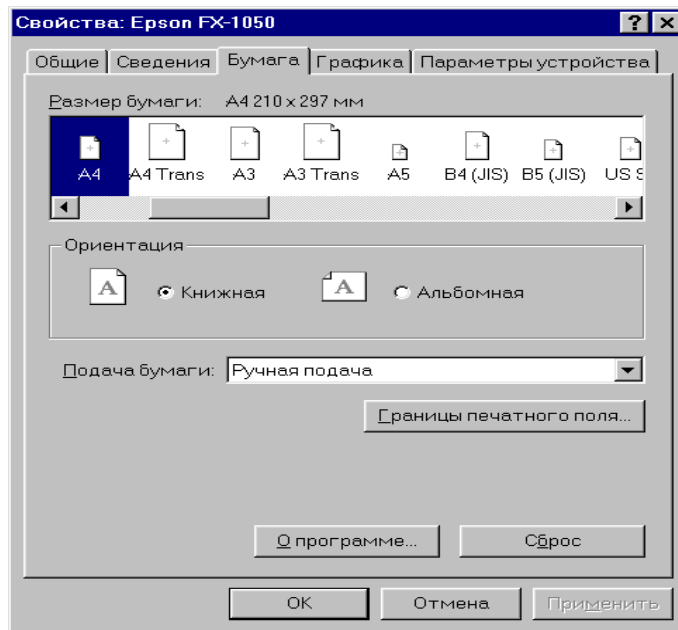 Свойства: Epson FX-1050
Общие Сведения Бумага Графика Параметры устройства
Размер бумаги: A4 210 x 297 мм
A4 A4 Trans A3 A3 Trans A5 B4 (JIS) B5 (JIS) US S
Ориентация
A Книжная A Альбомная
Подача бумаги: Ручная подача
Границы печатного поля...
О программе... Сброс
OK Отмена Применить